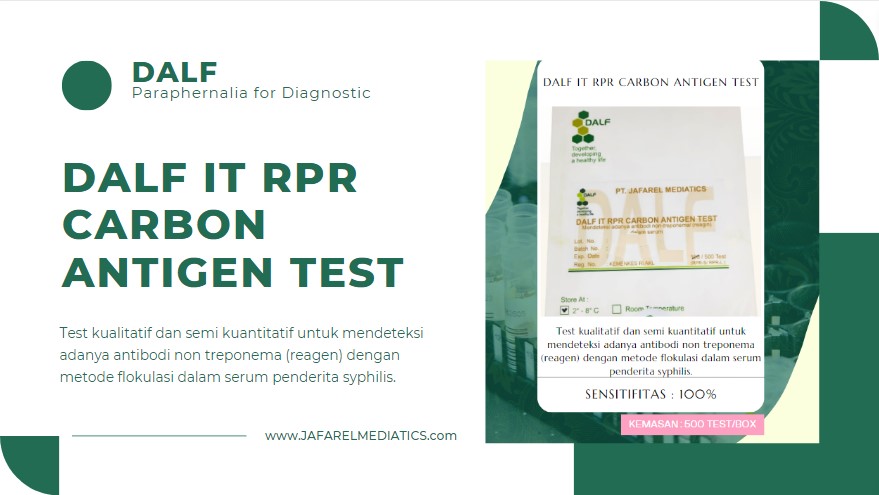 DALF
Paraphernalia for Diagnostic
DALF IT RPR
CARBON
ANTIGEN TEST
Test kualitatif dan semi kuantitatif untuk mendeteksi
adanya antibodi non treponema (reagen) dengan
metode flokulasi dalam serum penderita syphilis.
www.JAFARELMEDIATICS.com
DALF IT RPR CARBON ANTIGEN TEST
DALF
Together
developing
a healthy life
PT. JAFAREL MEDIATICS
DALF IT RPR CARBON ANTIGEN TEST
Mendeteksi adanya antibodi non treponemal (reagin)
dalam serum
Lot. No.
Batch No. :
Exp. Date :
/ 500 Test
Reg. No. : KEMENKES
Store At :
2° - 8° C
Room Temperature
Test kualitatif dan semi kuantitatif untuk
mendeteksi adanya antibodi non treponema
(reagen) dengan metode flokulasi dalam serum
penderita syphilis.
SENSITIFITAS : 100%
KEMASAN : 500 TEST/BOX